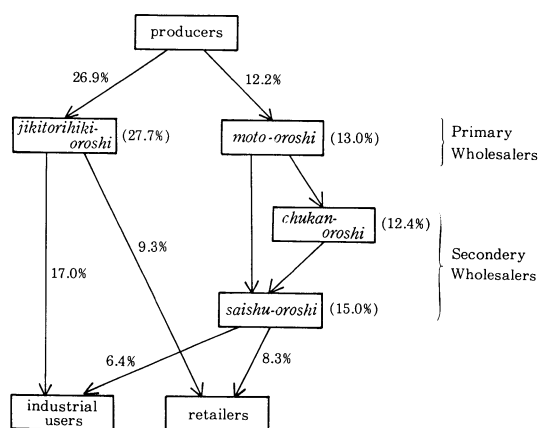 producers
26.9%
12.2%
jikitorihiki-
oroshi
(27.7%)
moto-oroshi
(13.0%)
Primary
Wholesalers
chukan-
oroshi
(12.4%)
9.3%
17.0%
Secondery
Wholesalers
saishu-oroshi
(15.0%)
6.4%
8.3%
industrial
users
retailers